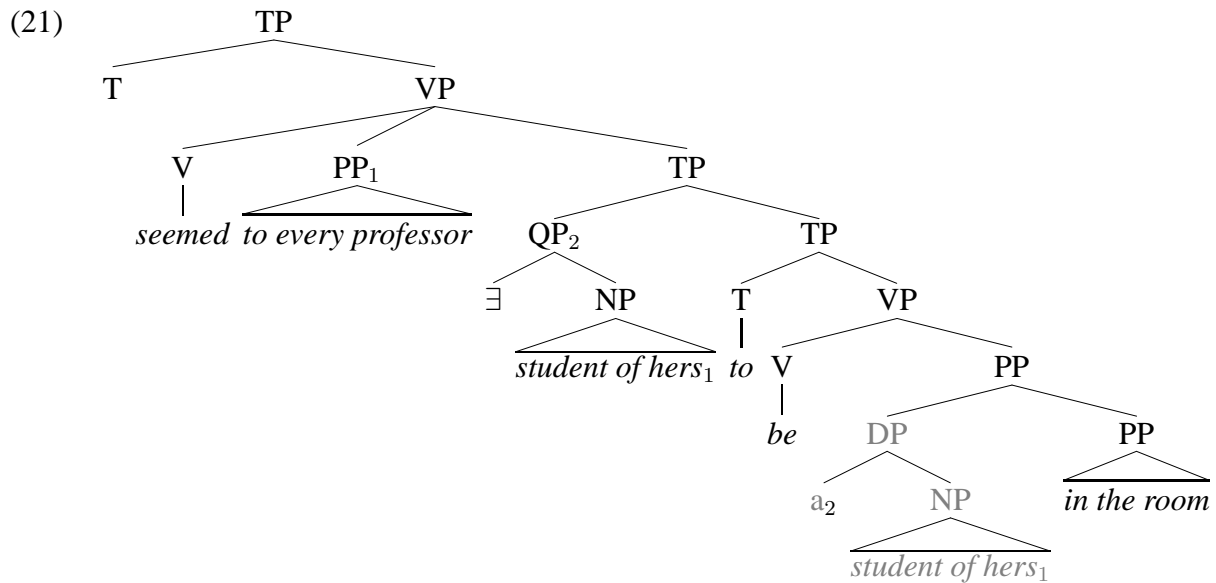 (21) TP
T VP
V PP₁ TP
seemed to every professor QP₂ TP
∃ NP T VP
student of hers₁ to V PP
be DP PP
a₂ NP in the room
student of hers₁